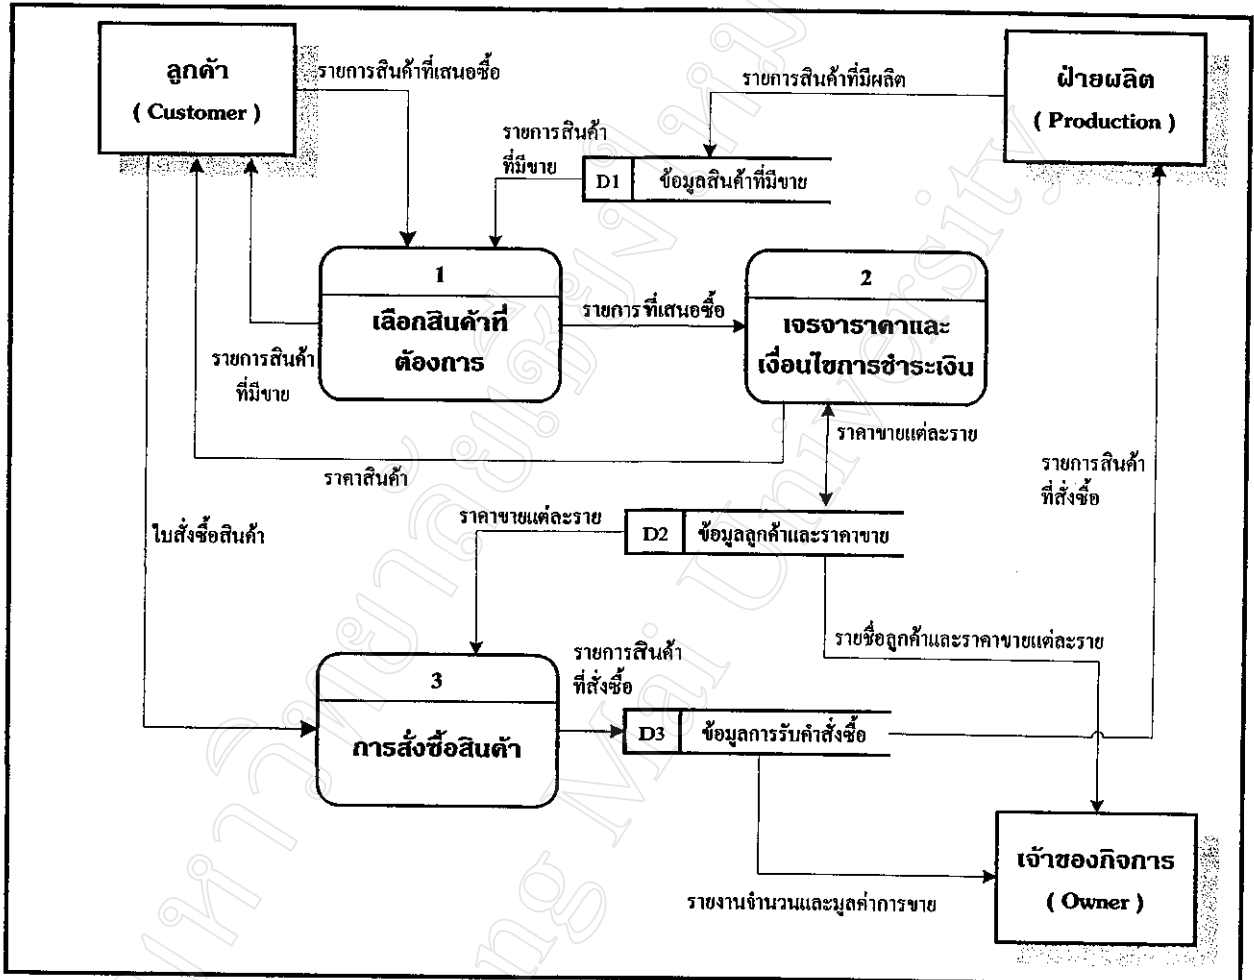 ลูกค้า
( Customer )
รายการสินค้าที่เสนอซื้อ
รายการสินค้าที่มีผลิต
ฝ่ายผลิต
( Production )
รายการสินค้า
ที่มีขาย
D1 ข้อมูลสินค้าที่มีขาย
1
เลือกสินค้าที่
ต้องการ
รายการที่เสนอซื้อ
2
เจรจาราคาและ
เงื่อนไขการชำระเงิน
รายการสินค้า
ที่มีขาย
ราคาขายแต่ละราย
ราคาสินค้า
รายการสินค้า
ที่สั่งซื้อ
ใบสั่งซื้อสินค้า
ราคาขายแต่ละราย
D2 ข้อมูลลูกค้าและราคาขาย
รายชื่อลูกค้าและราคาขายแต่ละราย
3
การสั่งซื้อสินค้า
รายการสินค้า
ที่สั่งซื้อ
D3 ข้อมูลการรับคำสั่งซื้อ
เจ้าของกิจการ
( Owner )
รายงานจำนวนและมูลค่าการขาย